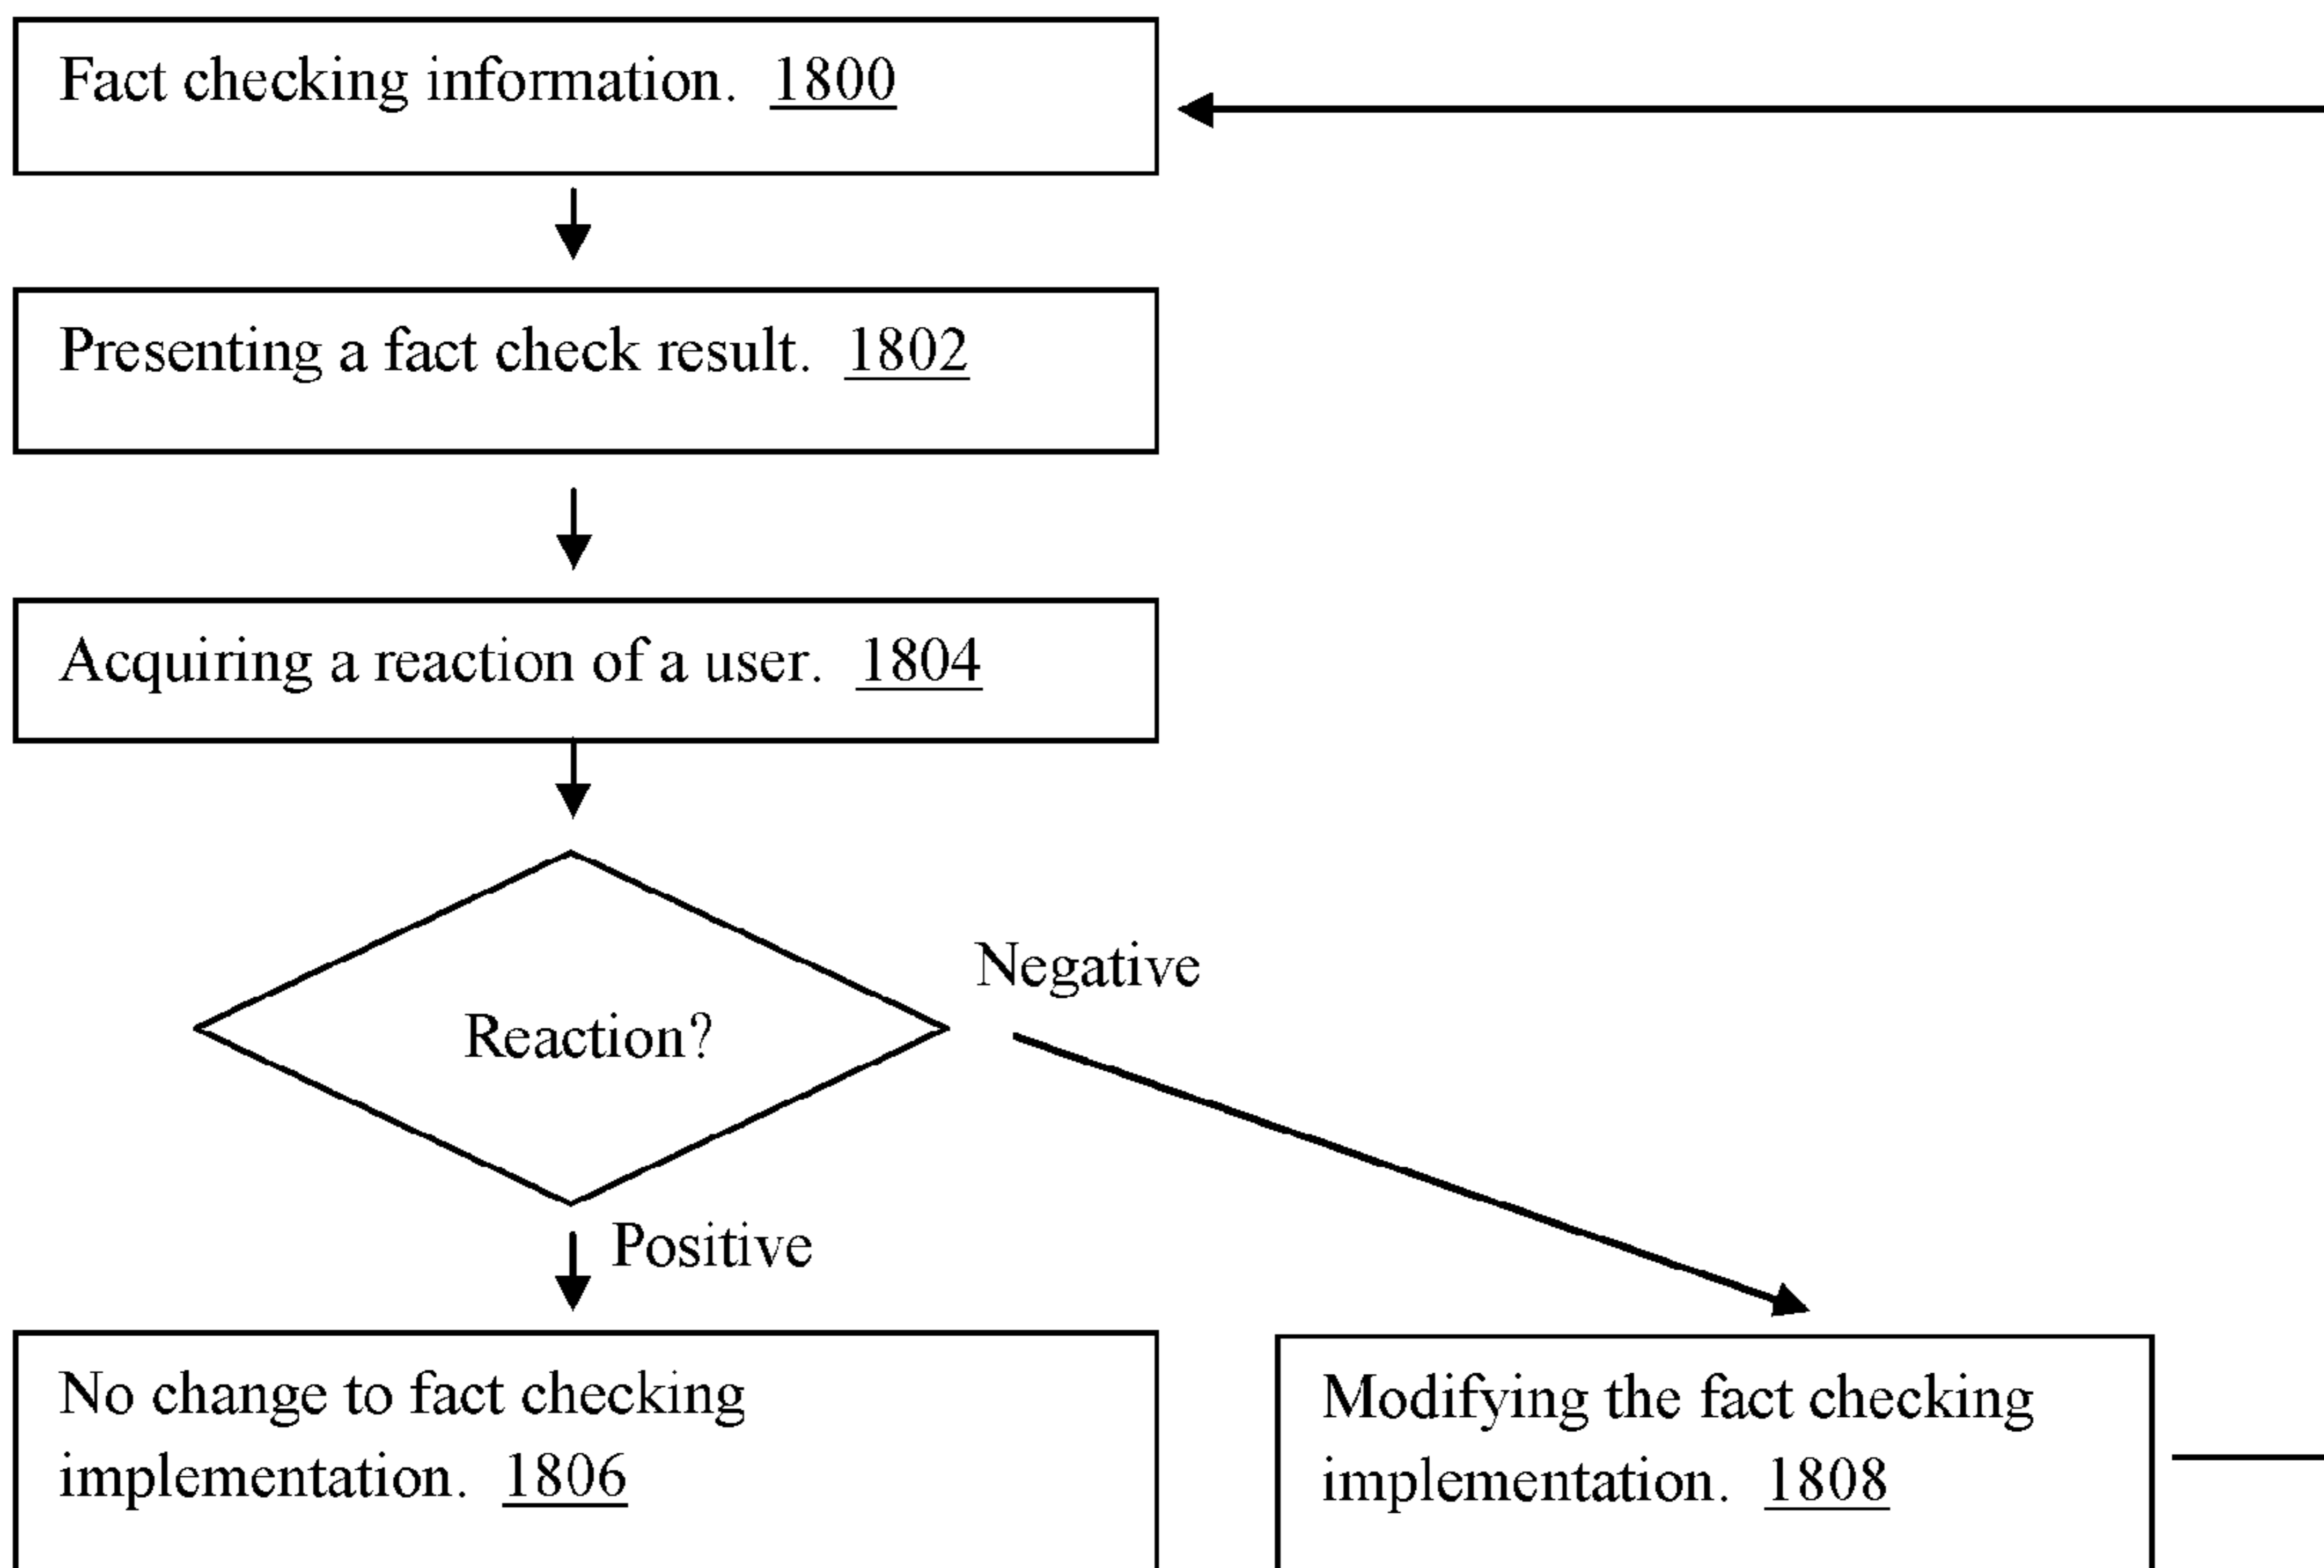 Fact checking information. 1800
Presenting a fact check result. 1802
Acquiring a reaction of a user. 1804
Negative
Reaction?
Positive
No change to fact checking
implementation. 1806
Modifying the fact checking
implementation. 1808